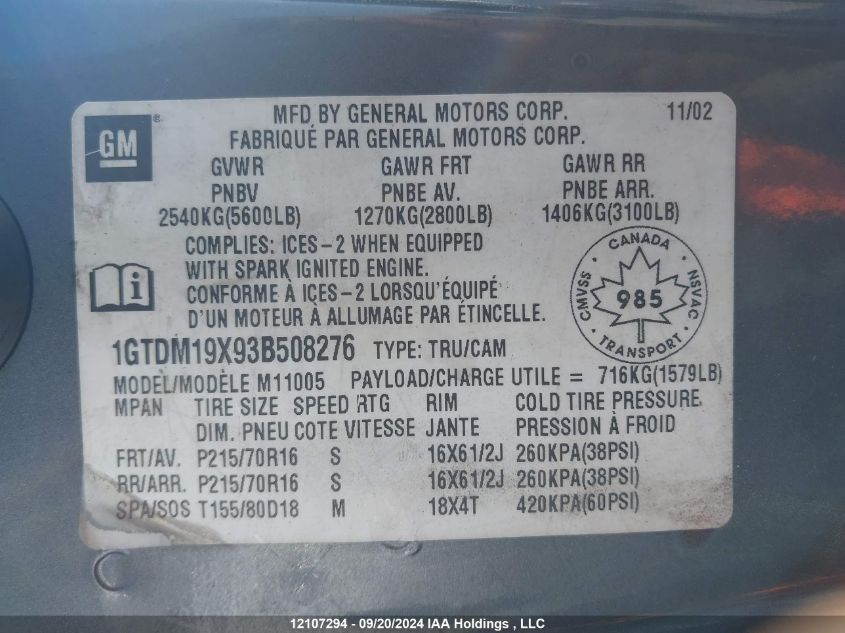 MFD BY GENERAL MOTORS CORP. 11/02
FABRIQUÉ PAR GENERAL MOTORS CORP.
GM ®
GVWR GAWR FRT GAWR RR
PNBV PNBE AV. PNBE ARR.
2540KG(5600LB) 1270KG(2800LB) 1406KG(3100LB)
COMPLIES: ICES-2 WHEN EQUIPPED
WITH SPARK IGNITED ENGINE.
CONFORME À ICES-2 LORSQU'ÉQUIPÉ
D'UN MOTEUR À ALLUMAGE PAR ÉTINCELLE.
i
CANADA
CMVSS 985 NSVAC
TRANSPORT
1GTDM19X93B508276 TYPE: TRU/CAM
MODEL/MODÈLE M11005 PAYLOAD/CHARGE UTILE = 716KG(1579LB)
MPAN TIRE SIZE SPEED RTG RIM COLD TIRE PRESSURE
DIM. PNEU COTE VITESSE JANTE PRESSION À FROID
FRT/AV. P215/70R16 S 16X61/2J 260KPA(38PSI)
RR/ARR. P215/70R16 S 16X61/2J 260KPA(38PSI)
SPA/SOS T155/80D18 M 18X4T 420KPA(60PSI)
C
12107294 - 09/20/2024 IAA Holdings , LLC